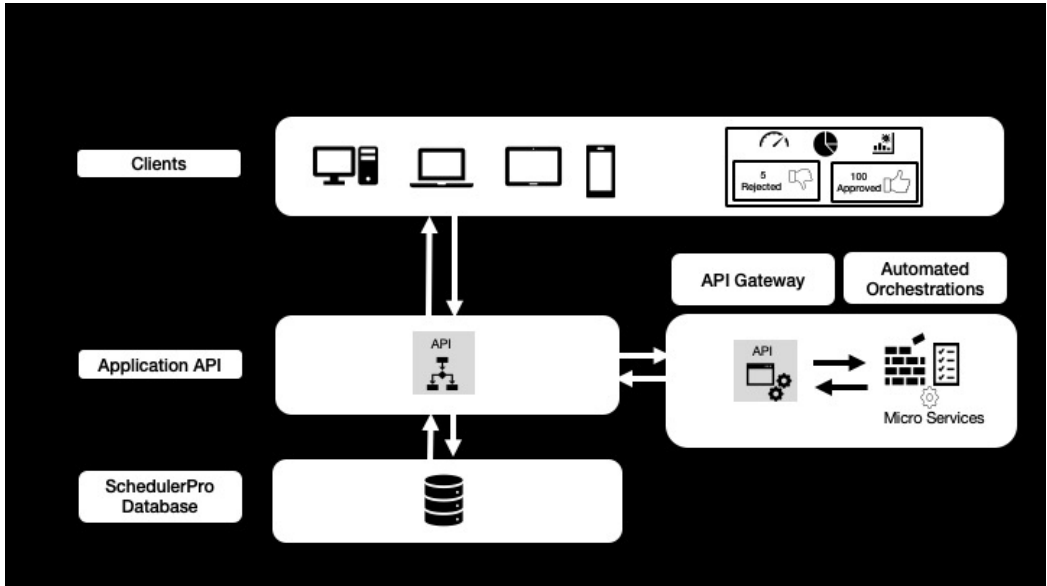 Clients
5
Rejected
100
Approved
API Gateway
Automated
Orchestrations
Application API
API
API
Micro Services
SchedulerPro
Database